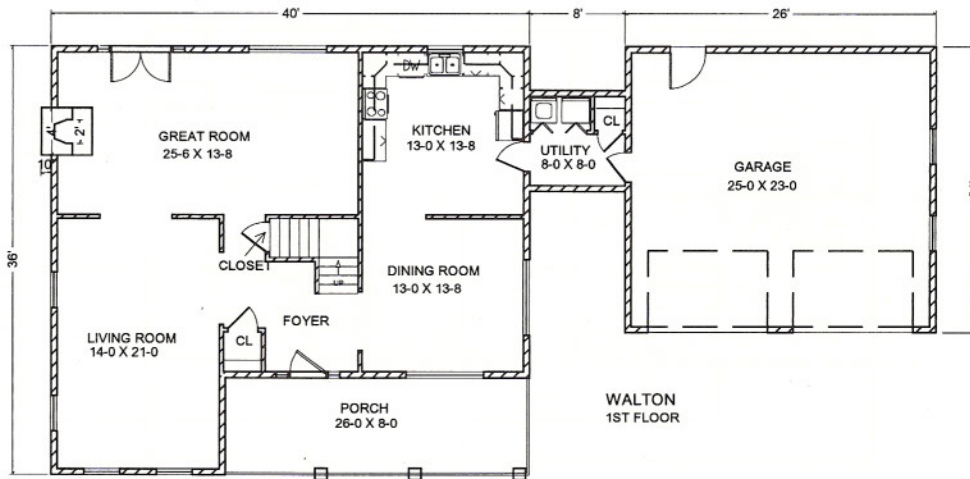 40'
8'
26'
DW
GREAT ROOM
25-6 X 13-8
KITCHEN
13-0 X 13-8
CL
UTILITY
8-0 X 8-0
GARAGE
25-0 X 23-0
4'
2'
10"
36'
CLOSET
UP
DINING ROOM
13-0 X 13-8
FOYER
LIVING ROOM
14-0 X 21-0
CL
PORCH
26-0 X 8-0
WALTON
1ST FLOOR